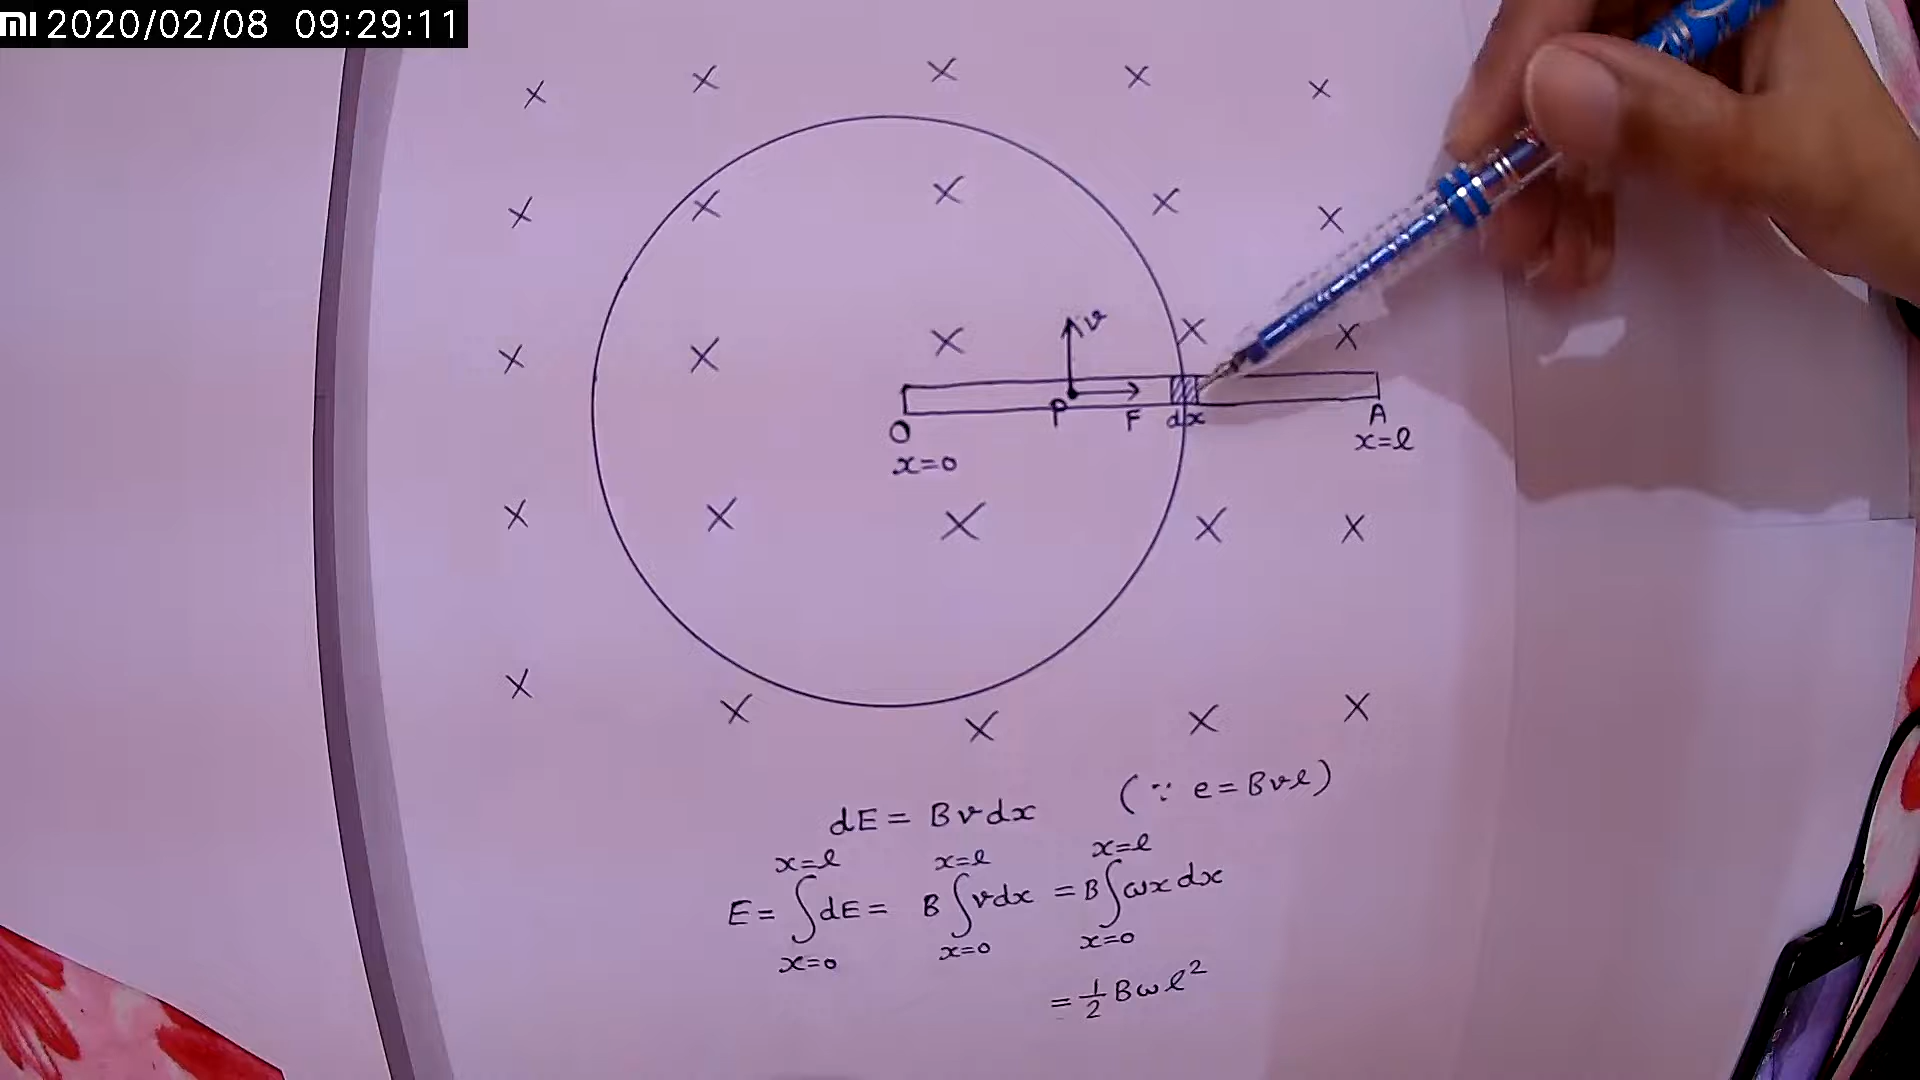 MI 2020/02/08 09:29:11
× × × × ×
× × × × ×
v
× × × × ×
P F dx A
O x=l
x=0
× × × × ×
× × × × ×
dE = Bvdx (∵ e = Bvl)
x=l x=l x=l
E = ∫dE = B∫vdx = B∫ωx dx
x=0 x=0 x=0
= 1/2 Bωl²